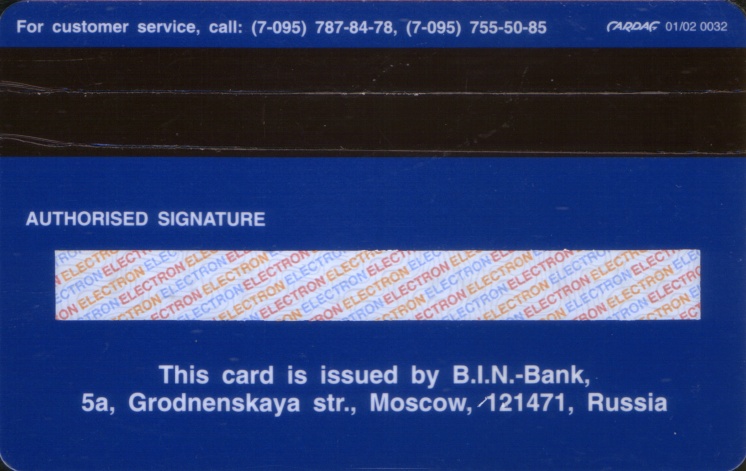 For customer service, call: (7-095) 787-84-78, (7-095) 755-50-85
CARDAG 01/02 0032
AUTHORISED SIGNATURE
ELECTRON ELECTRON ELECTRON ELECTRON ELECTRON ELECTRON
This card is issued by B.I.N.-Bank,
5a, Grodnenskaya str., Moscow, 121471, Russia